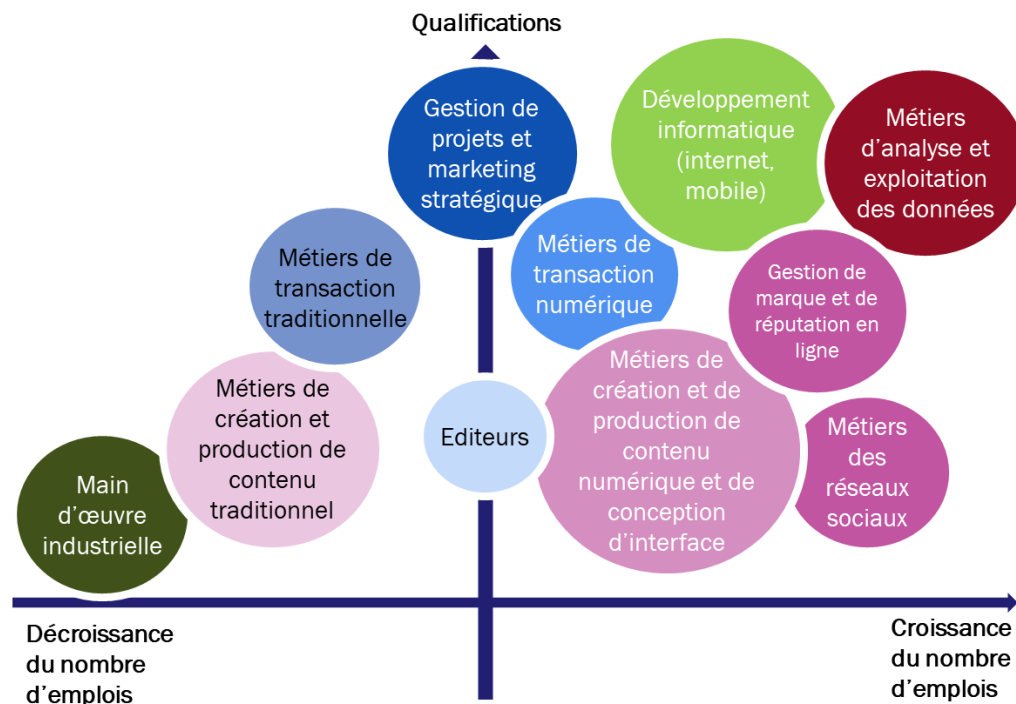 Qualifications
Gestion de
projets et
marketing
stratégique
Développement
informatique
(internet,
mobile)
Métiers
d’analyse et
exploitation
des données
Métiers de
transaction
traditionnelle
Métiers de
transaction
numérique
Gestion de
marque et de
réputation en
ligne
Métiers de
création et
production de
contenu
traditionnel
Editeurs
Métiers de
création et de
production de
contenu
numérique et de
conception
d’interface
Métiers
des
réseaux
sociaux
Main
d’œuvre
industrielle
Décroissance
du nombre
d’emplois
Croissance
du nombre
d’emplois